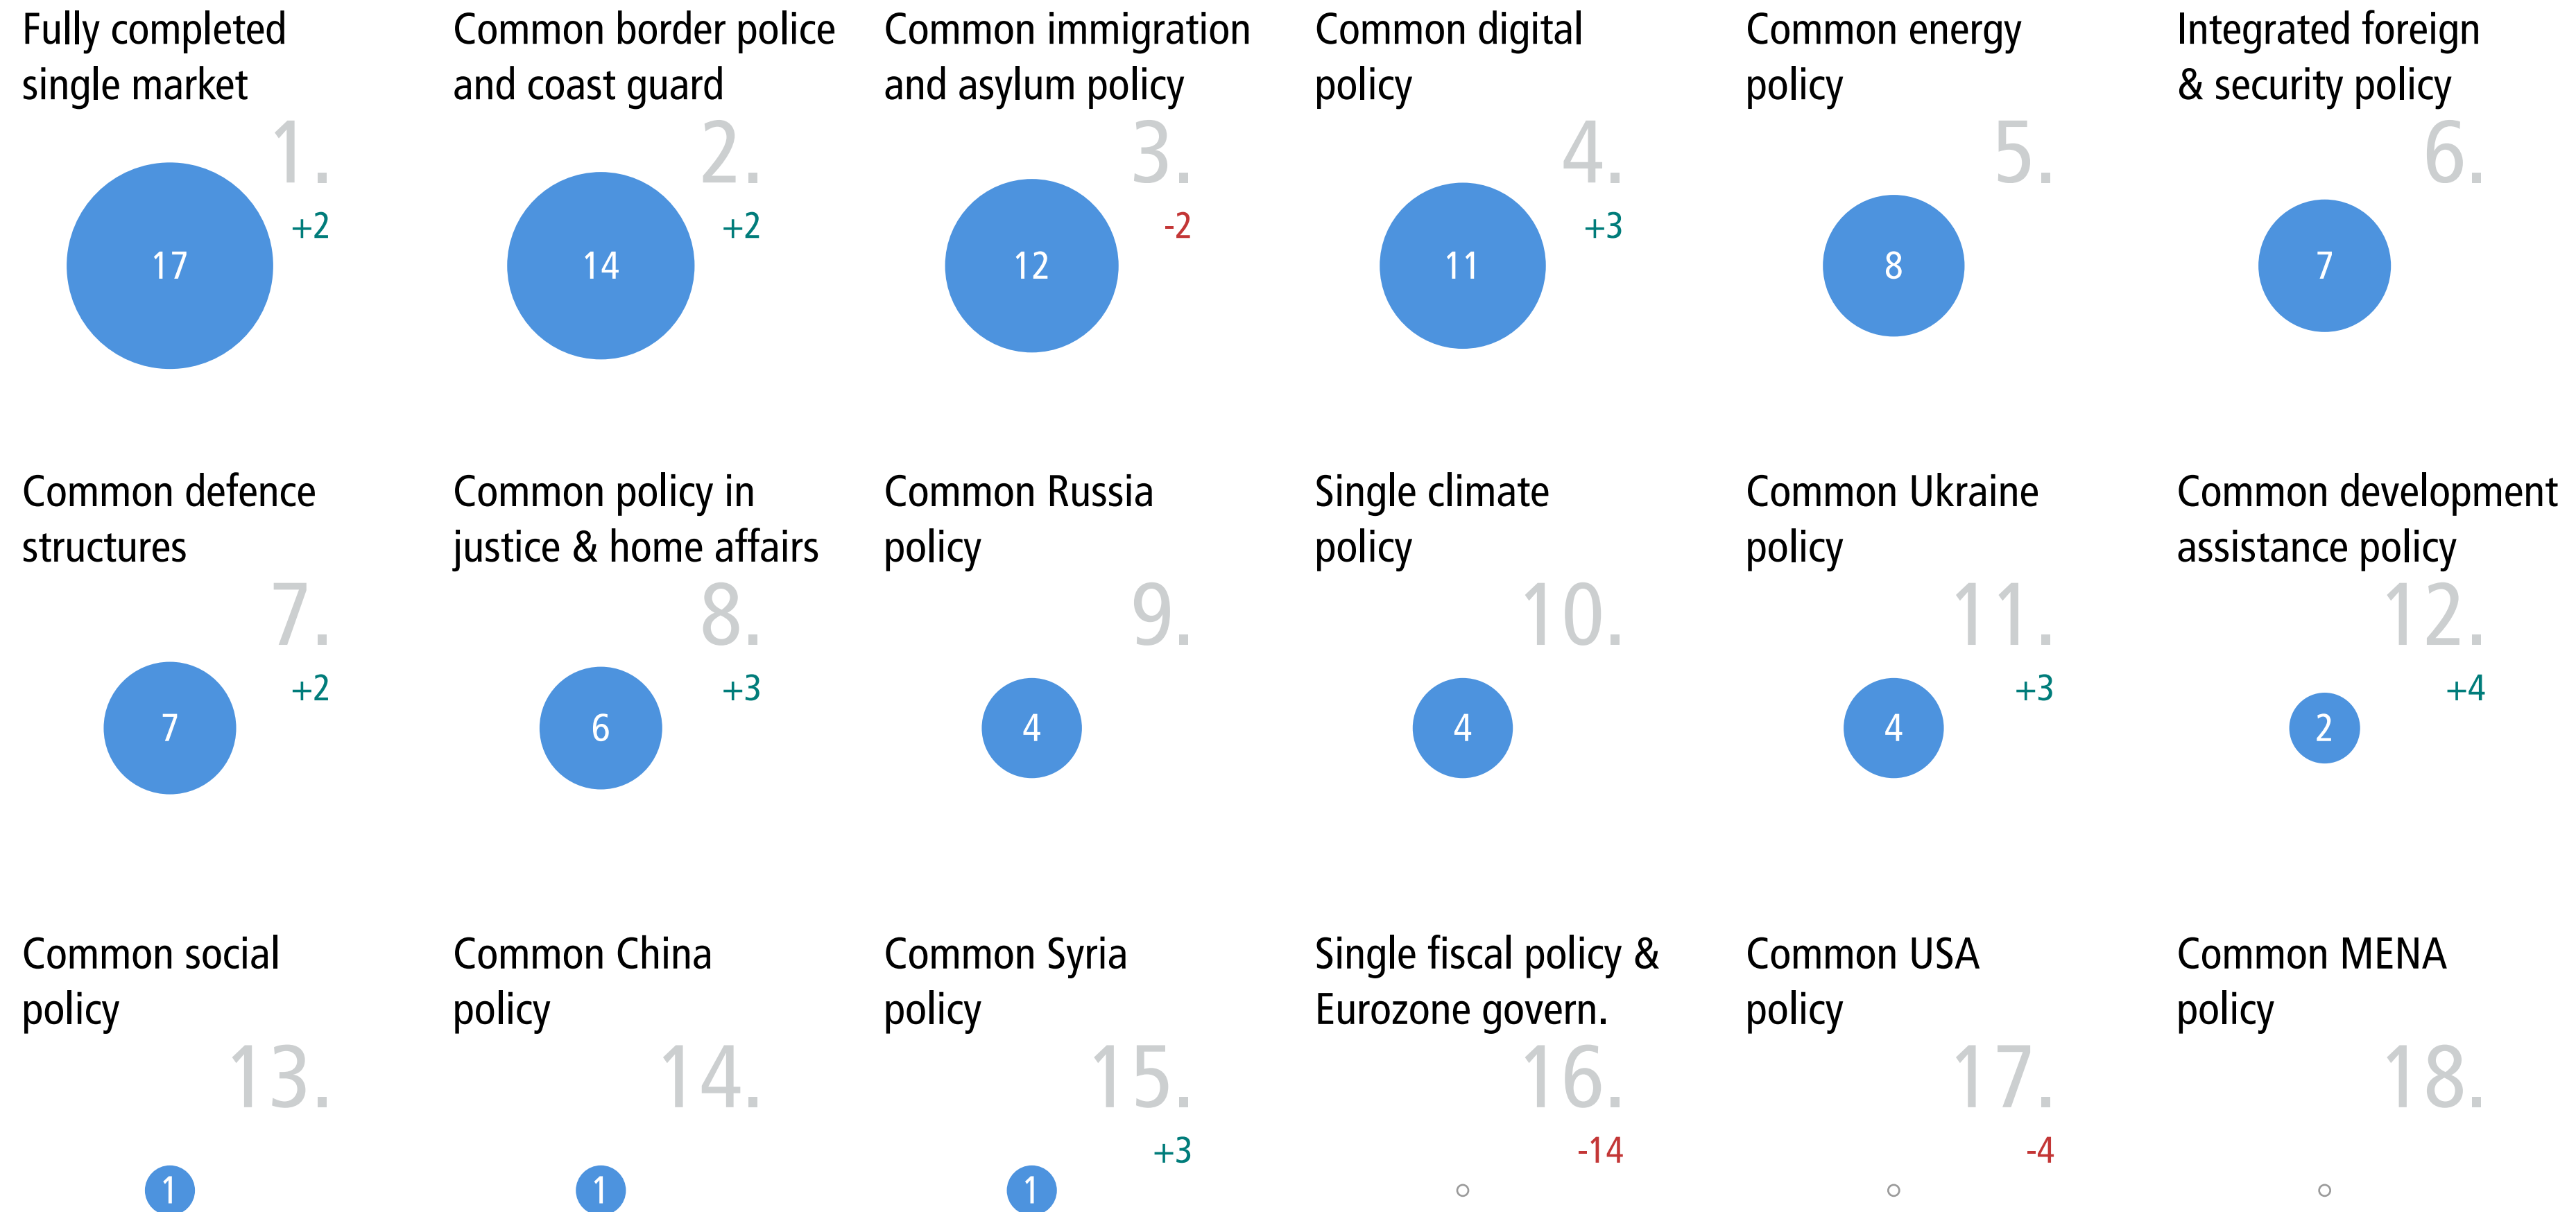 Fully completed
single market
1.
+2
17
Common border police
and coast guard
2.
+2
14
Common immigration
and asylum policy
3.
-2
12
Common digital
policy
4.
+3
11
Common energy
policy
5.
8
Integrated foreign
& security policy
6.
7
Common defence
structures
7.
+2
7
Common policy in
justice & home affairs
8.
+3
6
Common Russia
policy
9.
4
Single climate
policy
10.
4
Common Ukraine
policy
11.
+3
4
Common development
assistance policy
12.
+4
2
Common social
policy
13.
1
Common China
policy
14.
1
Common Syria
policy
15.
+3
1
Single fiscal policy &
Eurozone govern.
16.
-14
Common USA
policy
17.
-4
Common MENA
policy
18.